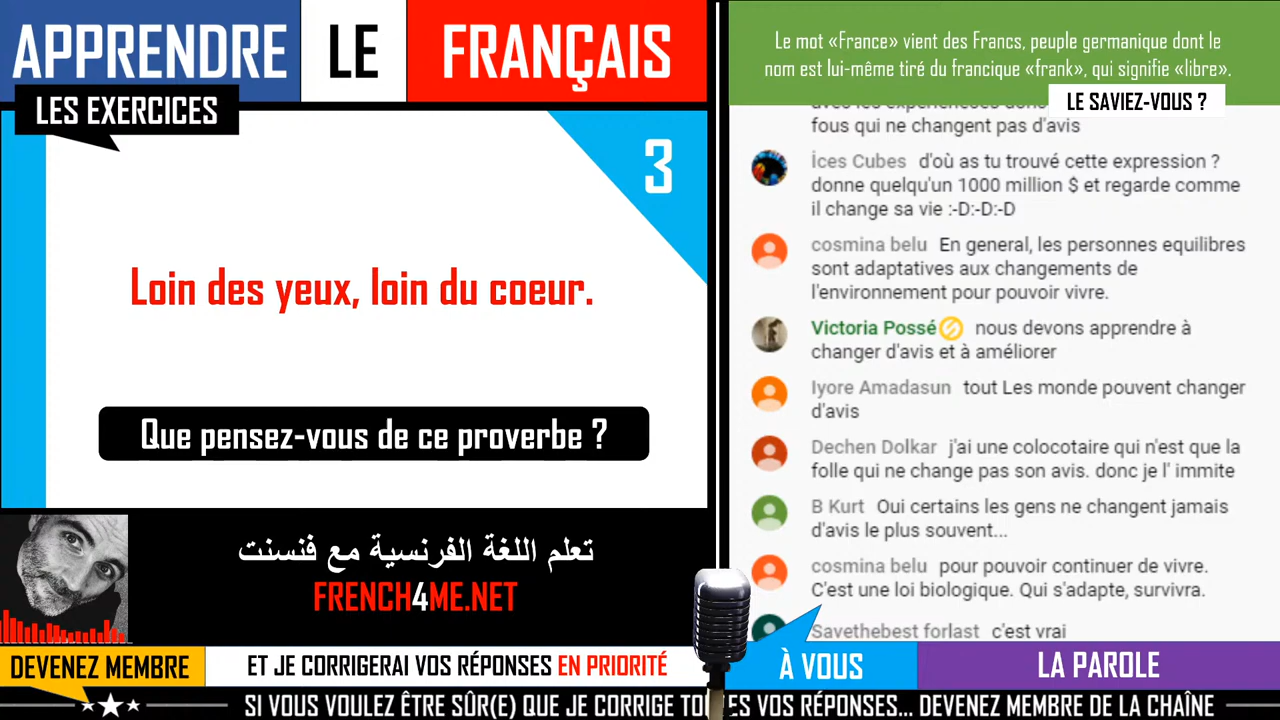 APPRENDRE LE FRANÇAIS
LES EXERCICES
3
Loin des yeux, loin du coeur.
Que pensez-vous de ce proverbe ?
تعلم اللغة الفرنسية مع فنسنت
FRENCH4ME.NET
DEVENEZ MEMBRE
ET JE CORRIGERAI VOS RÉPONSES EN PRIORITÉ
Le mot «France» vient des Francs, peuple germanique dont le
nom est lui-même tiré du francique «frank», qui signifie «libre».
LE SAVIEZ-VOUS ?
fous qui ne changent pas d'avis
İces Cubes d'où as tu trouvé cette expression ?
donne quelqu'un 1000 million $ et regarde comme
il change sa vie :-D:-D:-D
cosmina belu En general, les personnes equilibres
sont adaptatives aux changements de
l'environnement pour pouvoir vivre.
Victoria Possé nous devons apprendre à
changer d'avis et à améliorer
Iyore Amadasun tout Les monde pouvent changer
d'avis
Dechen Dolkar j'ai une colocotaire qui n'est que la
folle qui ne change pas son avis. donc je l' immite
B Kurt Oui certains les gens ne changent jamais
d'avis le plus souvent...
cosmina belu pour pouvoir continuer de vivre.
C'est une loi biologique. Qui s'adapte, survivra.
Savethebest forlast c'est vrai
À VOUS LA PAROLE
SI VOUS VOULEZ ÊTRE SÛR(E) QUE JE CORRIGE VOS RÉPONSES... DEVENEZ MEMBRE DE LA CHAÎNE